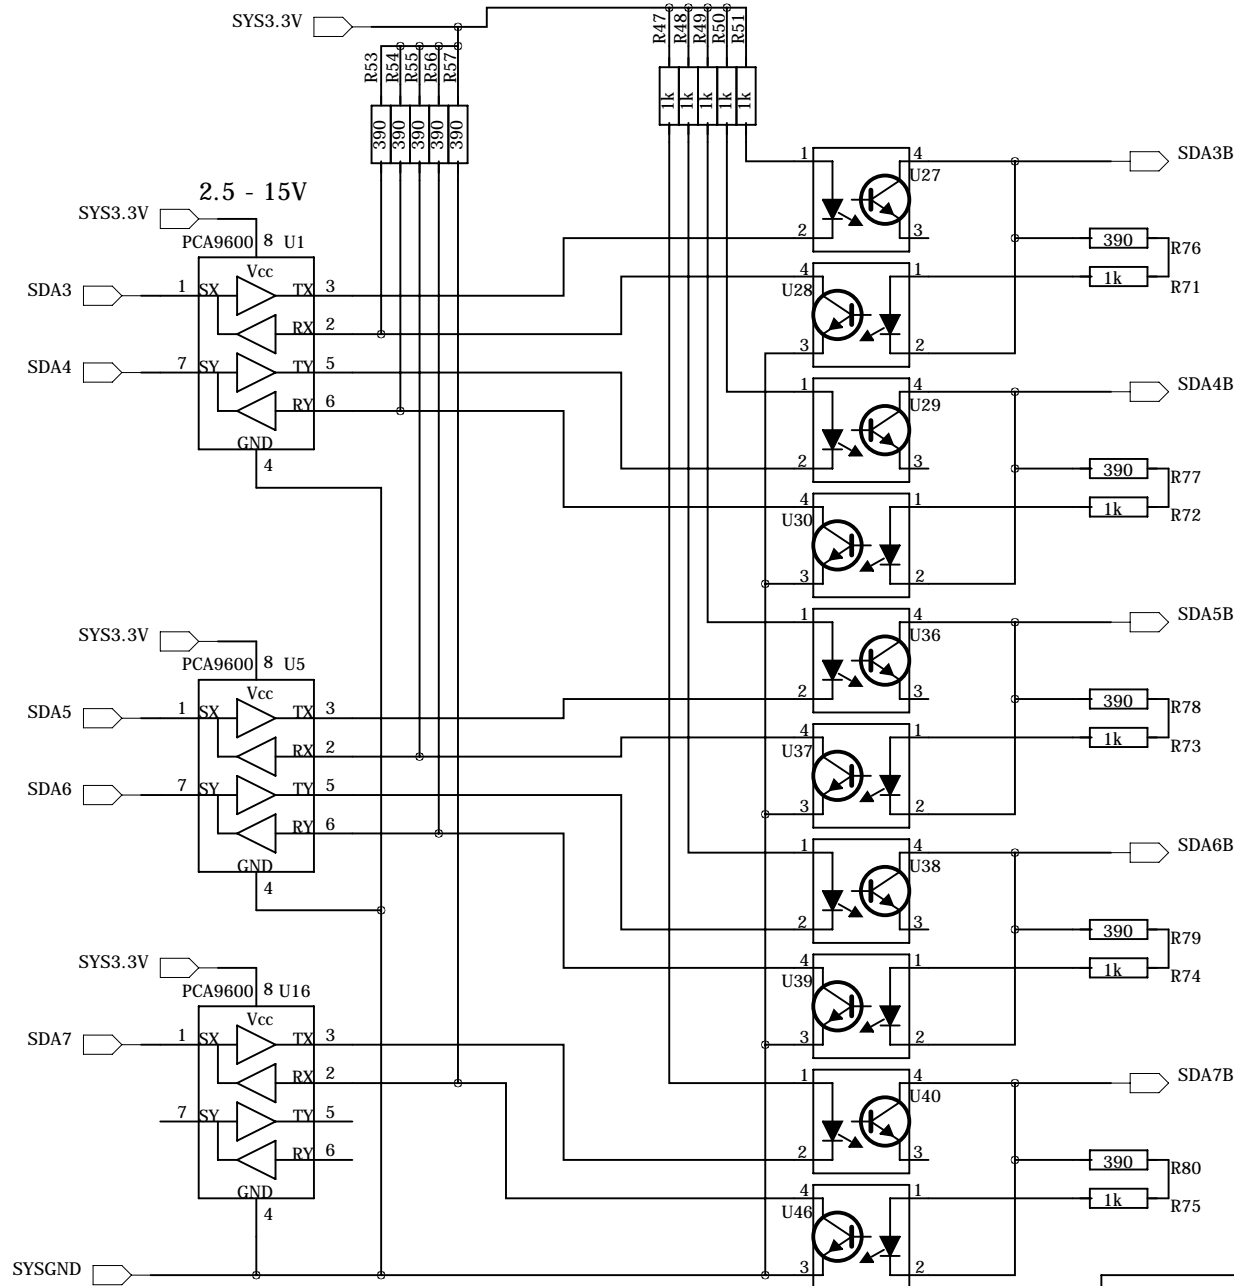 SYS3.3V
R53
R54
R55
R56
R57
390
390
390
390
390
R47
R48
R49
R50
R51
1k
1k
1k
1k
1k
2.5 - 15V
SYS3.3V
PCA9600 8 U1
Vcc
SDA3 1 SX TX 3
RX 2
SDA4 7 SY TY 5
RY 6
GND
4
1 4 SDA3B
U27
2 3 390 R76
4 1 1k R71
U28
3 2
1 4 SDA4B
U29
2 3 390 R77
4 1 1k R72
U30
3 2
SYS3.3V
PCA9600 8 U5
Vcc
SDA5 1 SX TX 3
RX 2
SDA6 7 SY TY 5
RY 6
GND
4
1 4 SDA5B
U36
2 3 390 R78
4 1 1k R73
U37
3 2
1 4 SDA6B
U38
2 3 390 R79
4 1 1k R74
U39
3 2
SYS3.3V
PCA9600 8 U16
Vcc
SDA7 1 SX TX 3
RX 2
7 SY TY 5
RY 6
GND
4
1 4 SDA7B
U40
2 3 390 R80
4 1 1k R75
U46
SYSGND 3 2